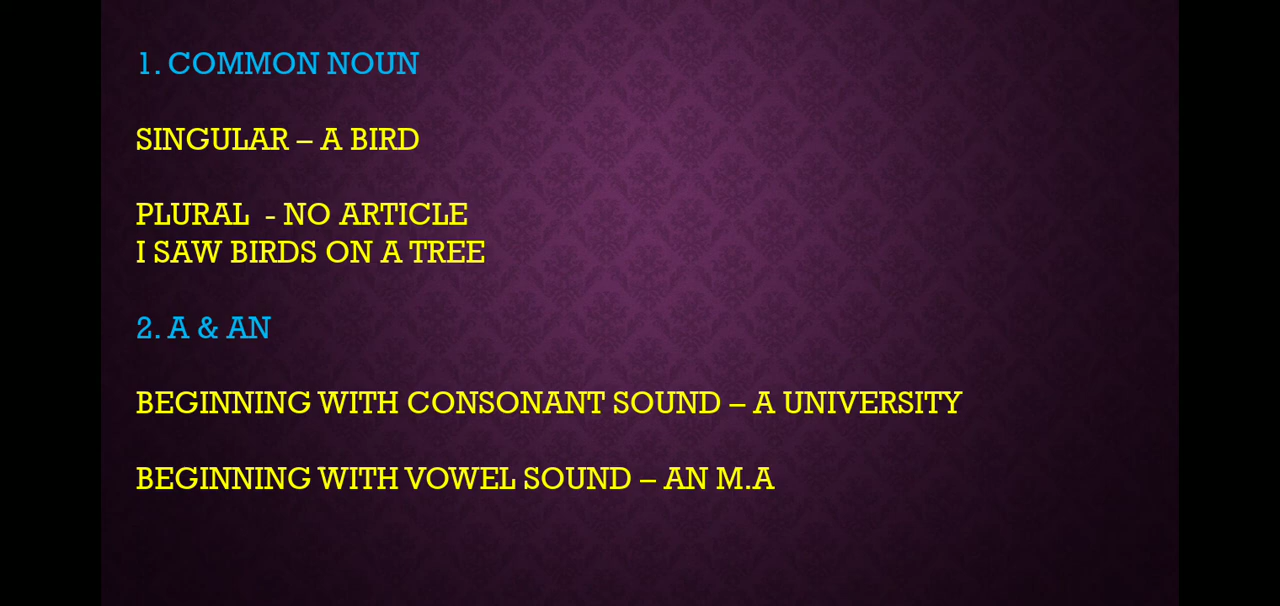 1. COMMON NOUN
SINGULAR – A BIRD
PLURAL - NO ARTICLE
I SAW BIRDS ON A TREE
2. A & AN
BEGINNING WITH CONSONANT SOUND – A UNIVERSITY
BEGINNING WITH VOWEL SOUND – AN M.A